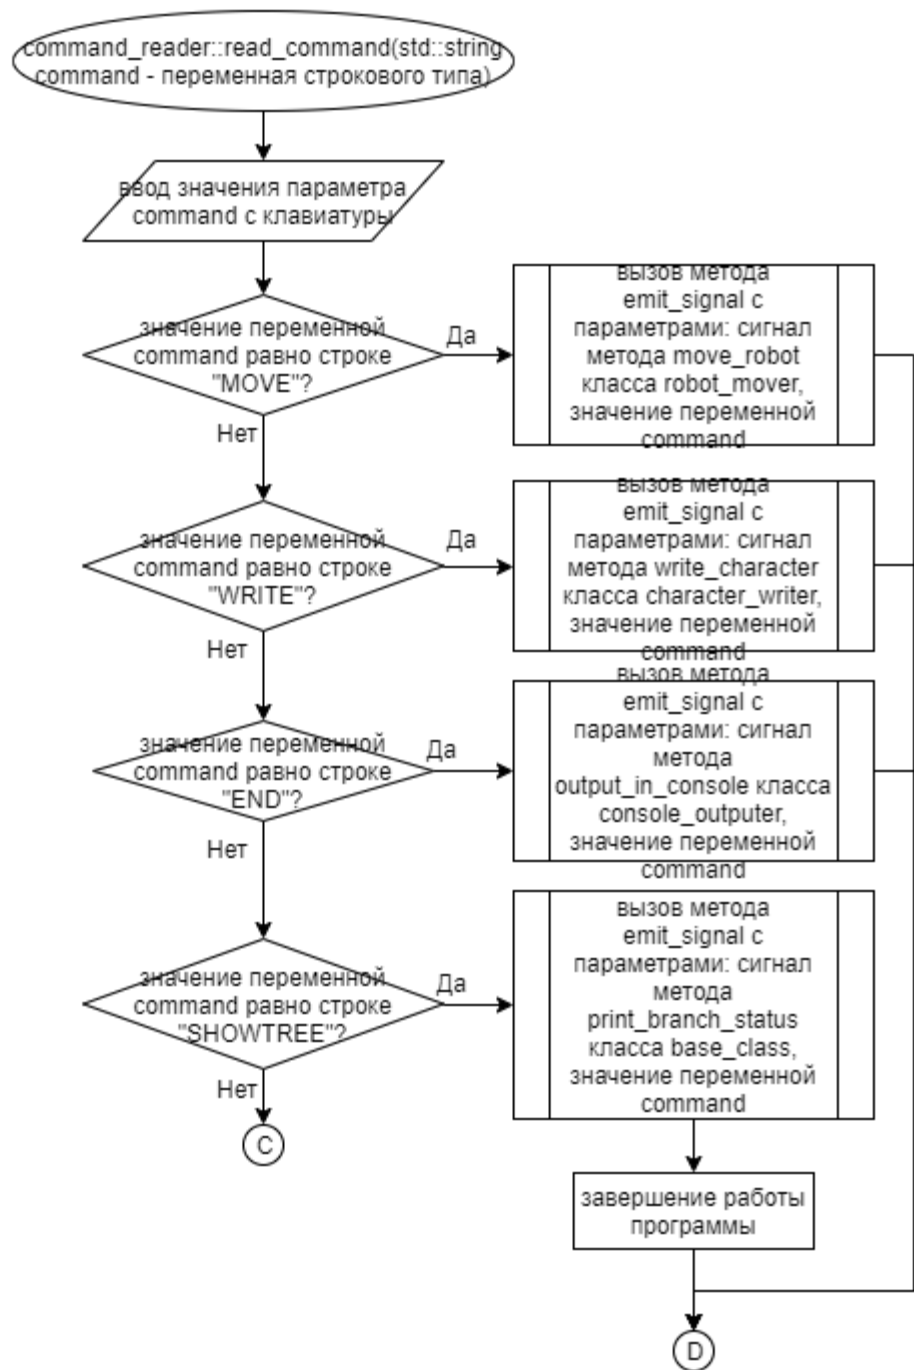 command_reader::read_command(std::string
command - переменная строкового типа)
ввод значения параметра
command с клавиатуры
значение переменной
command равно строке
"MOVE"?
Да
вызов метода
emit_signal с
параметрами: сигнал
метода move_robot
класса robot_mover,
значение переменной
command
Нет
значение переменной
command равно строке
"WRITE"?
Да
вызов метода
emit_signal с
параметрами: сигнал
метода write_character
класса character_writer,
значение переменной
command
Нет
значение переменной
command равно строке
"END"?
Да
вызов метода
emit_signal с
параметрами: сигнал
метода
output_in_console класса
console_outputer,
значение переменной
command
Нет
значение переменной
command равно строке
"SHOWTREE"?
Да
вызов метода
emit_signal с
параметрами: сигнал
метода
print_branch_status
класса base_class,
значение переменной
command
Нет
C
завершение работы
программы
D